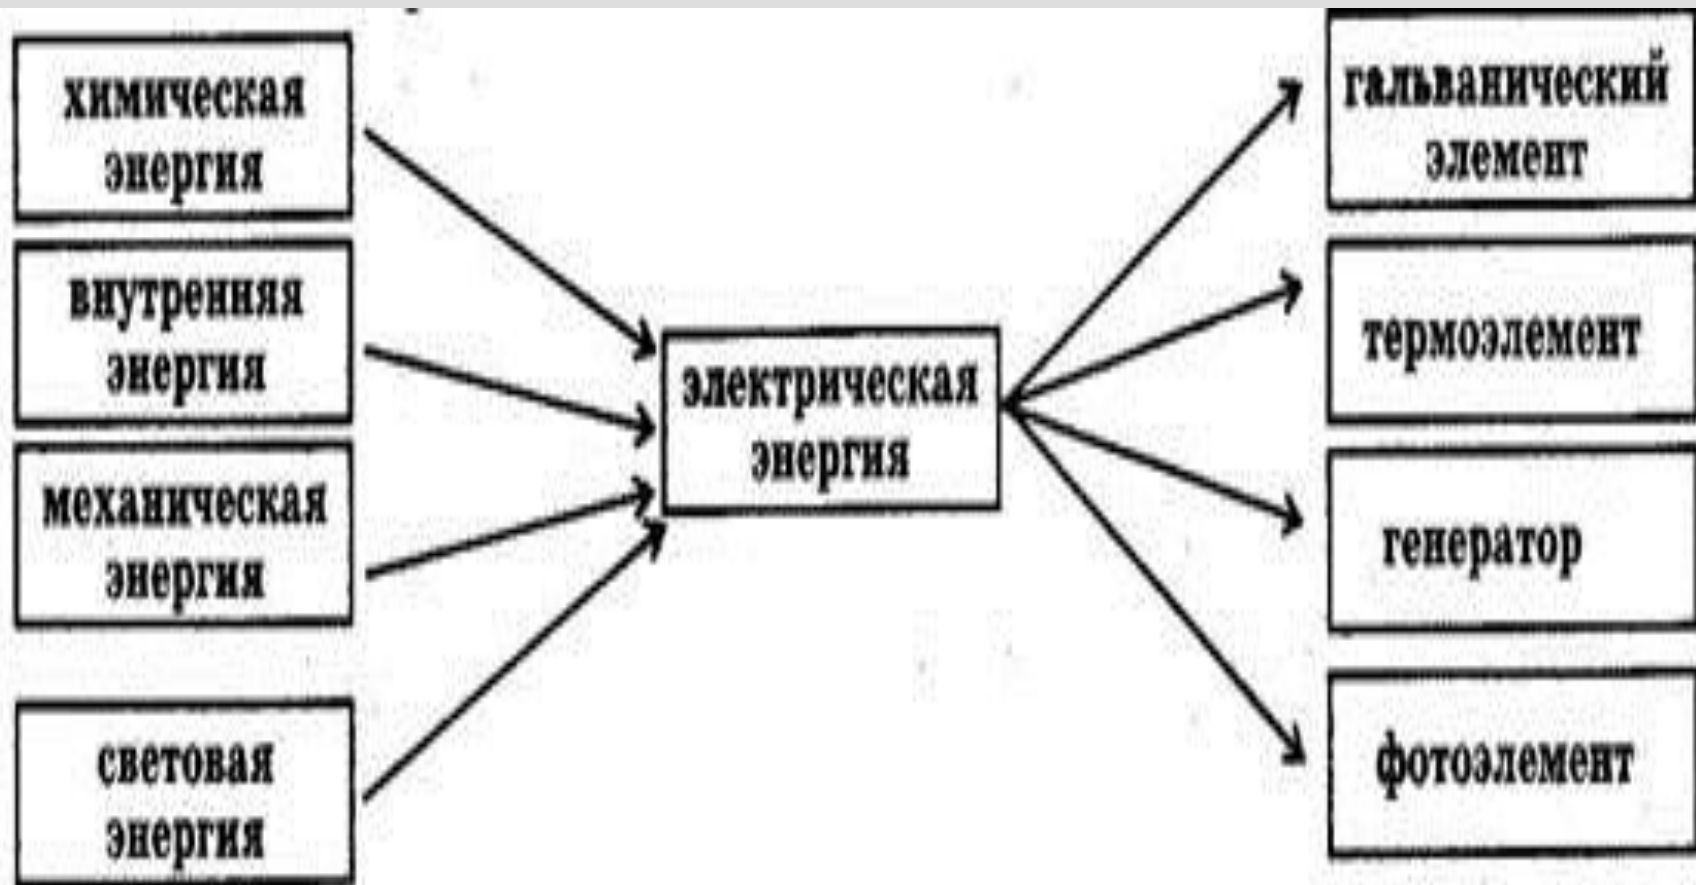 химическая
энергия
внутренняя
энергия
механическая
энергия
световая
энергия
электрическая
энергия
гальванический
элемент
термоэлемент
генератор
фотоэлемент